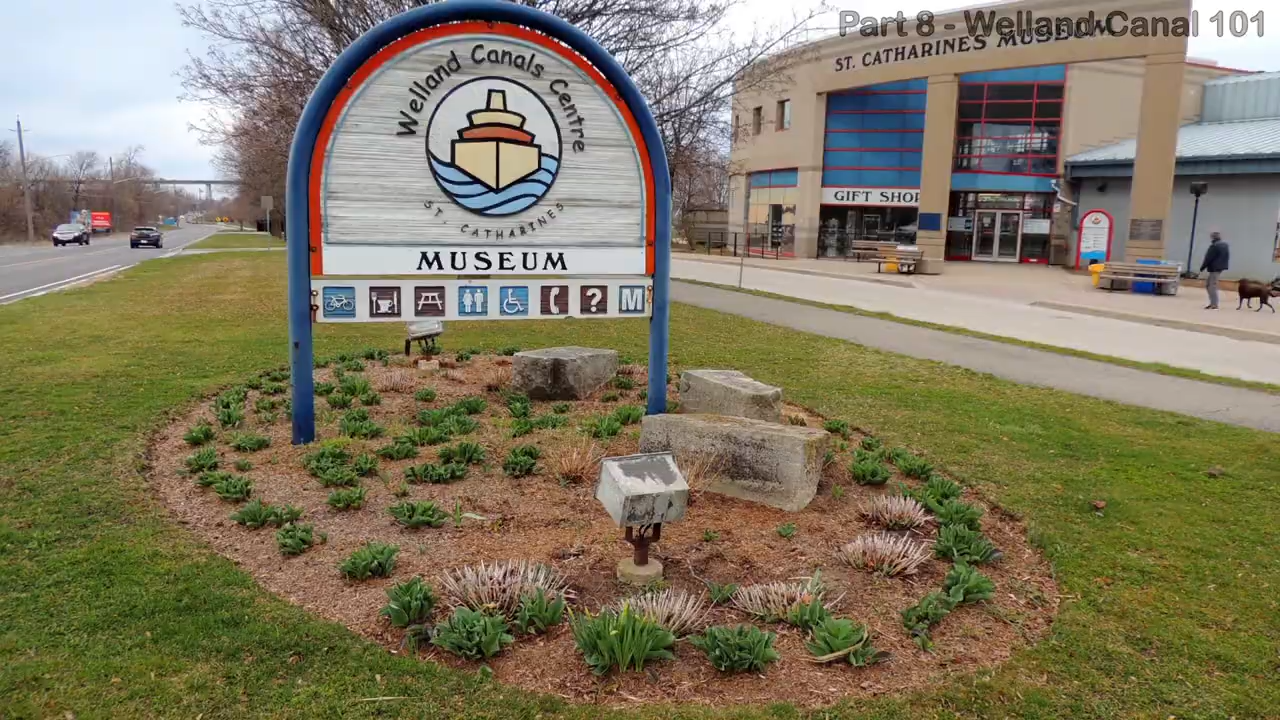 Part 8 - Welland Canal 101
ST. CATHARINES MUSEUM
Welland Canals Centre
ST. CATHARINES
MUSEUM
? M
GIFT SHOP